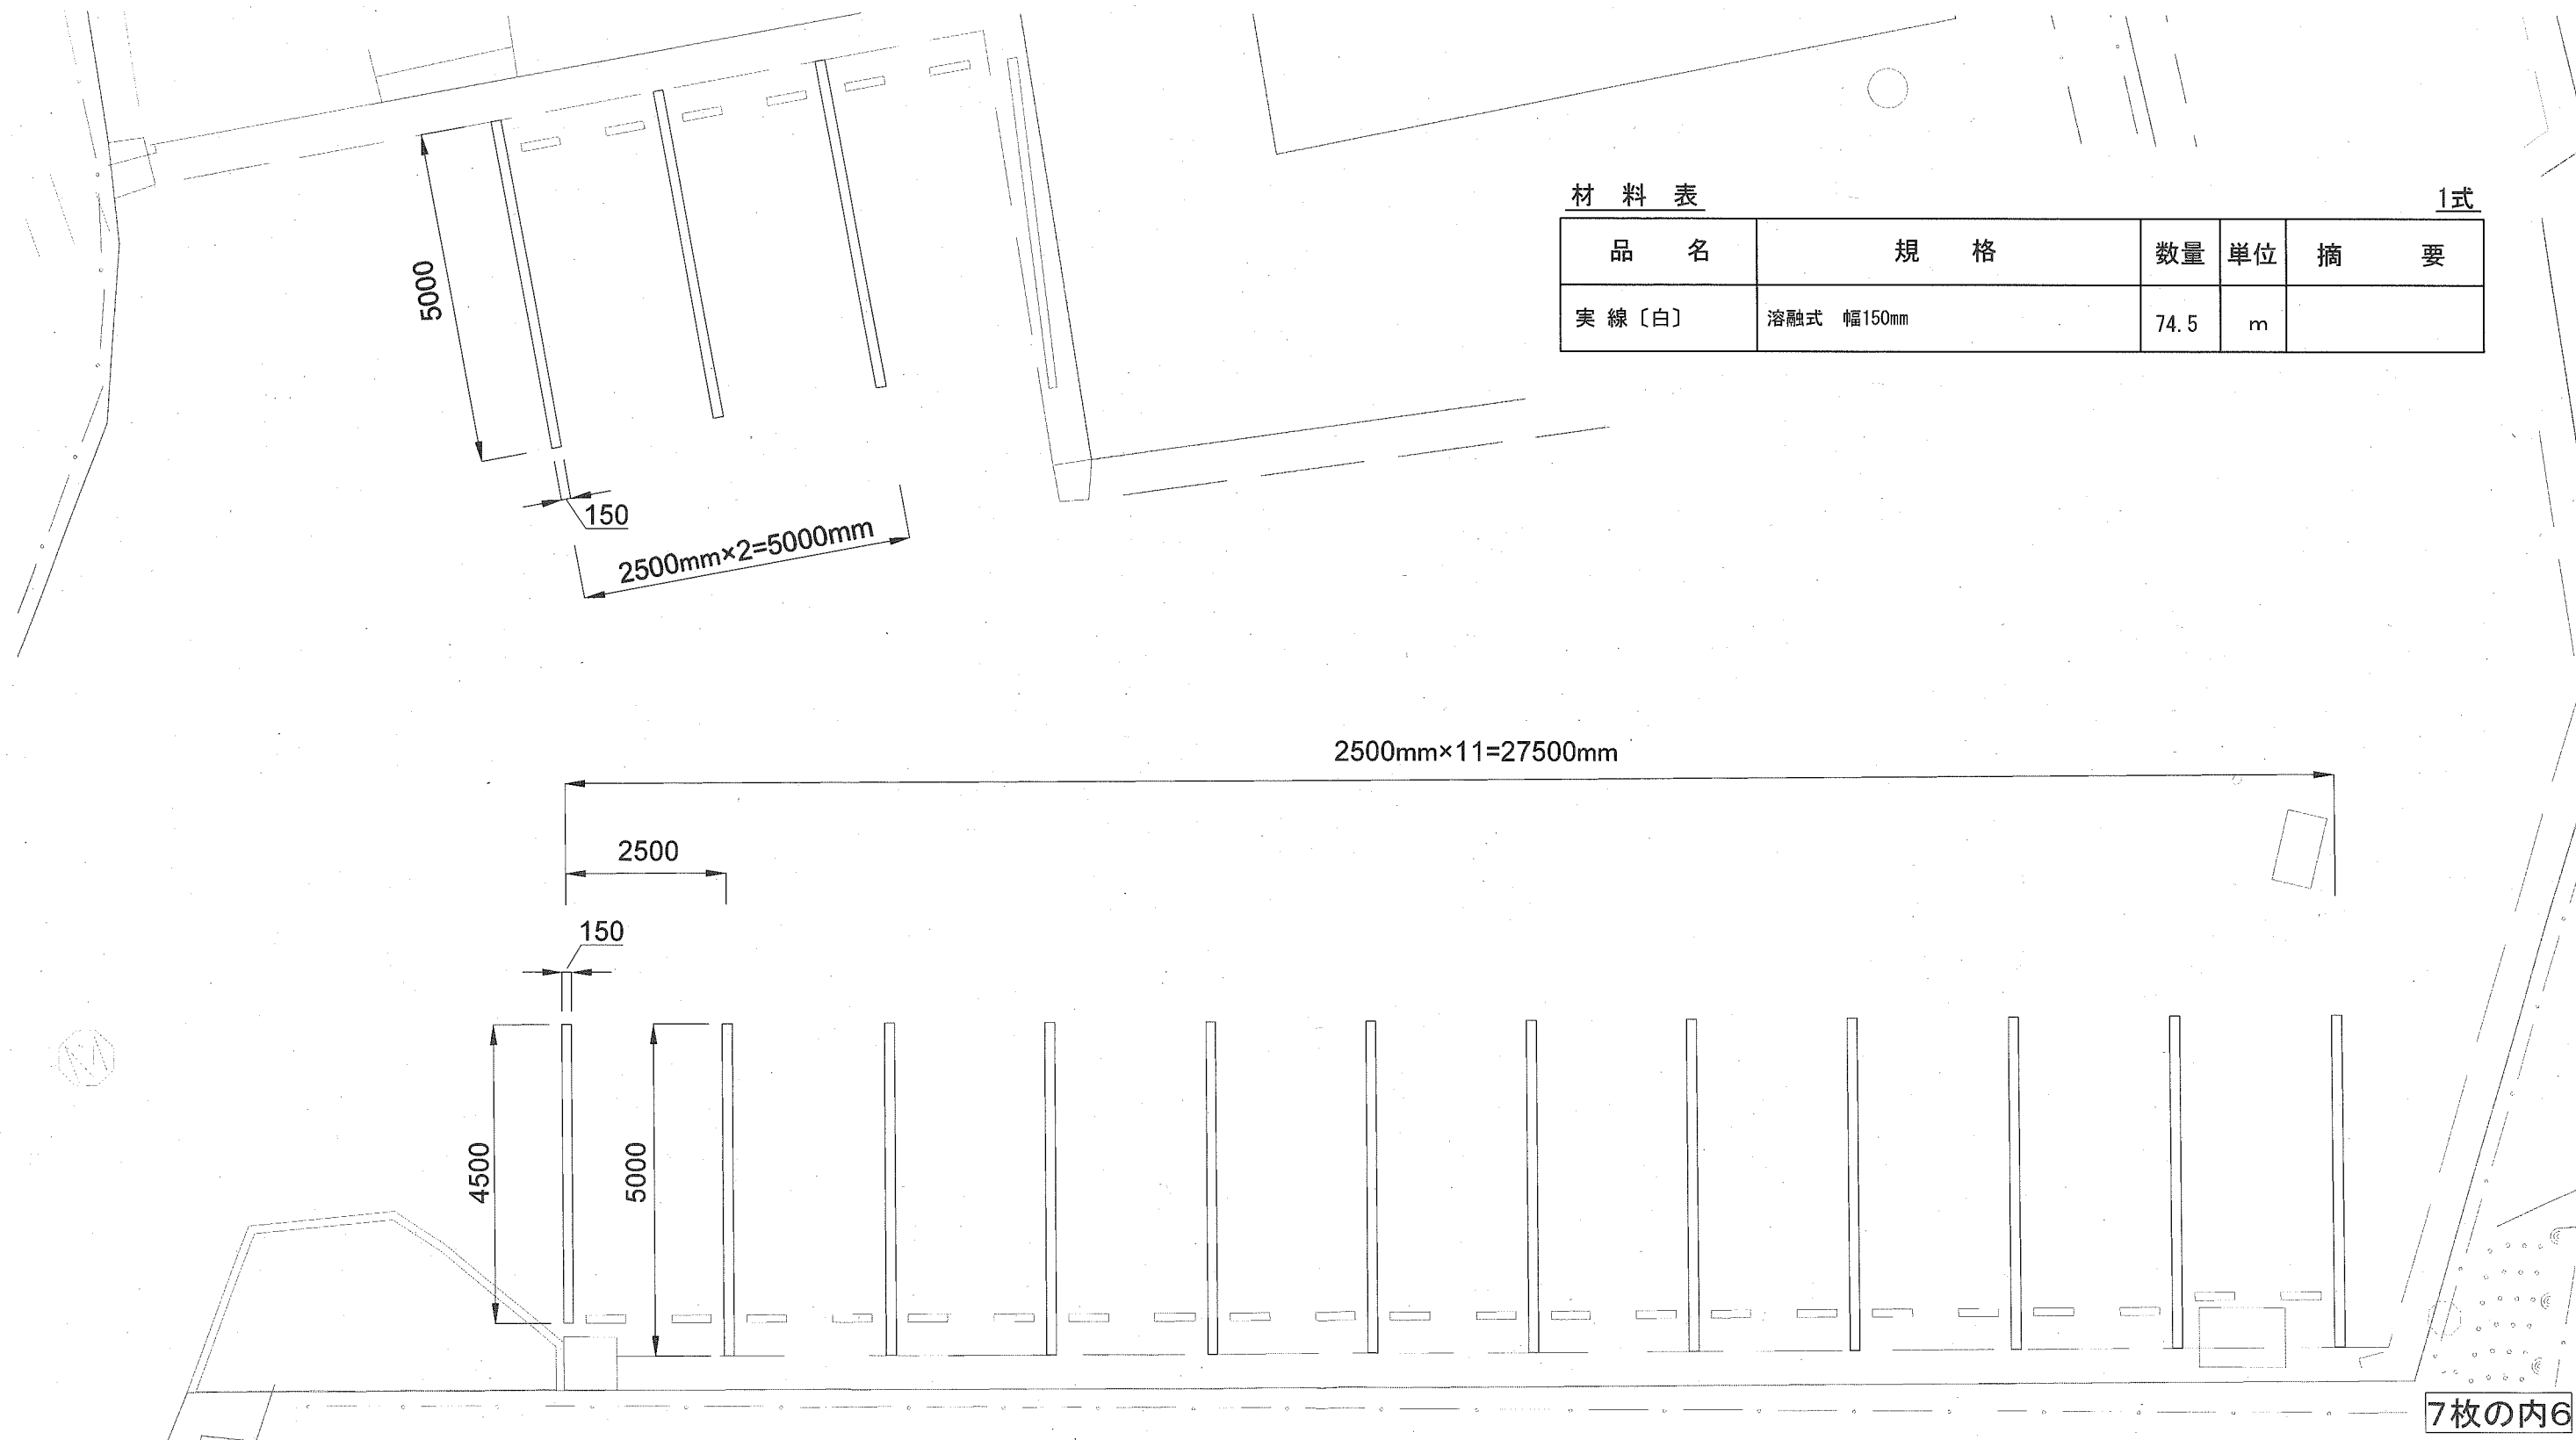 材 料 表
1式
品 名 規 格 数量 単位 摘 要
実 線〔白〕 溶融式 幅150mm 74.5 m
5000
150
2500mm×2=5000mm
2500mm×11=27500mm
2500
150
4500
5000
7枚の内6